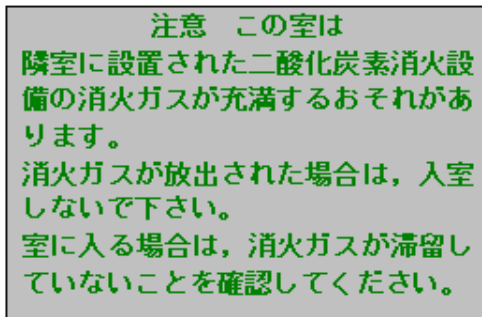 注意　この室は
隣室に設置された二酸化炭素消火設
備の消火ガスが充満するおそれがあ
ります。
消火ガスが放出された場合は，入室
しないで下さい。
室に入る場合は，消火ガスが滞留し
ていないことを確認してください。